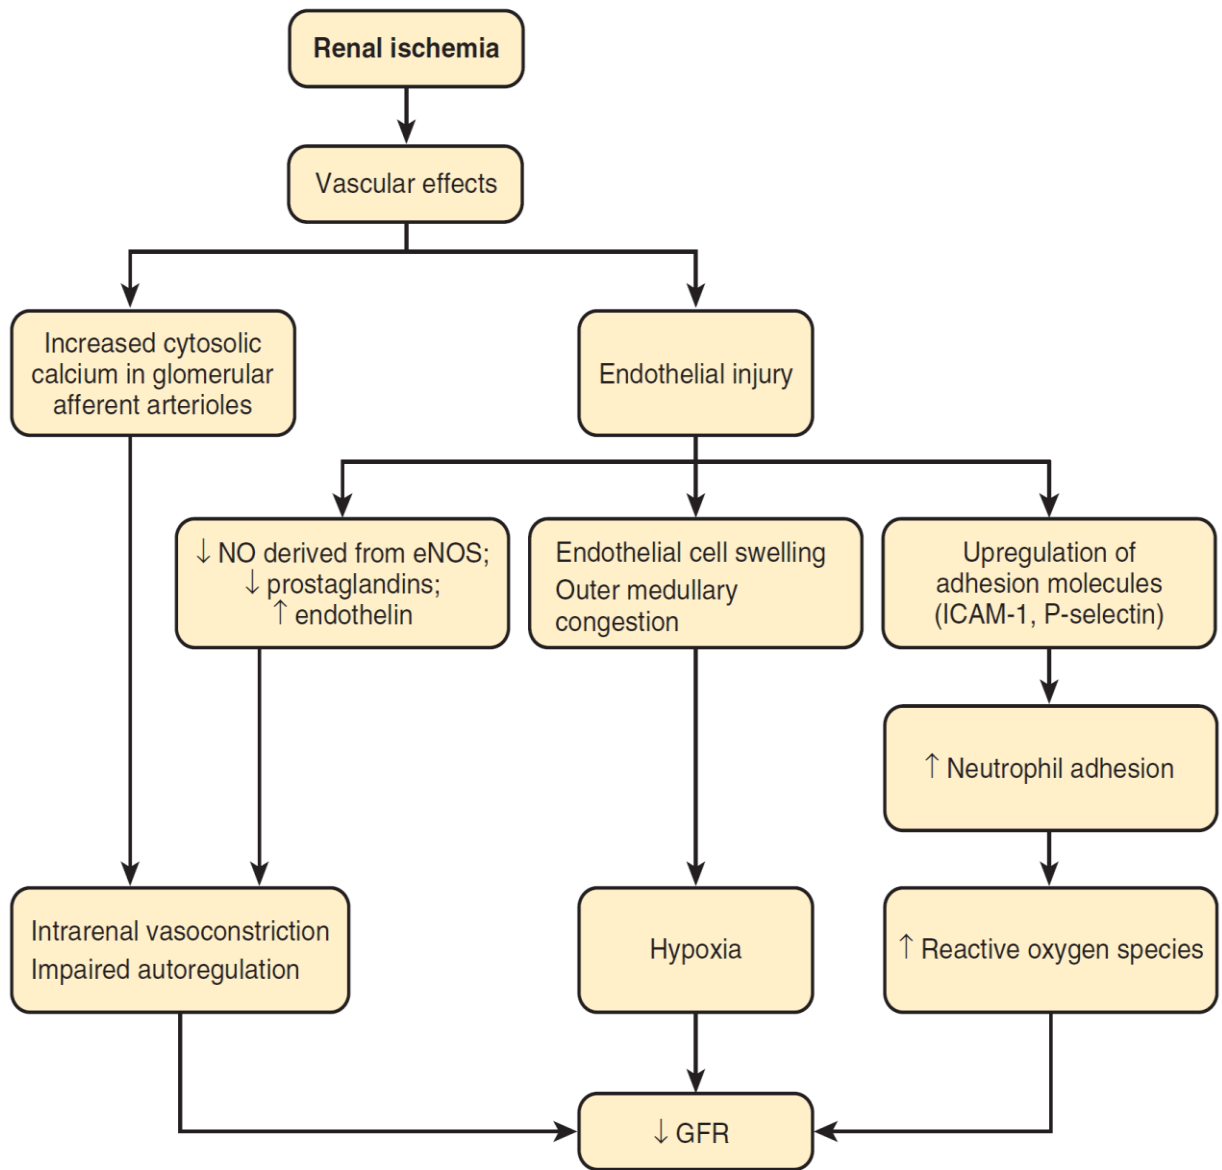 Renal ischemia
Vascular effects
Increased cytosolic
calcium in glomerular
afferent arterioles
Endothelial injury
↓ NO derived from eNOS;
↓ prostaglandins;
↑ endothelin
Endothelial cell swelling
Outer medullary
congestion
Upregulation of
adhesion molecules
(ICAM-1, P-selectin)
↑ Neutrophil adhesion
Intrarenal vasoconstriction
Impaired autoregulation
Hypoxia
↑ Reactive oxygen species
↓ GFR